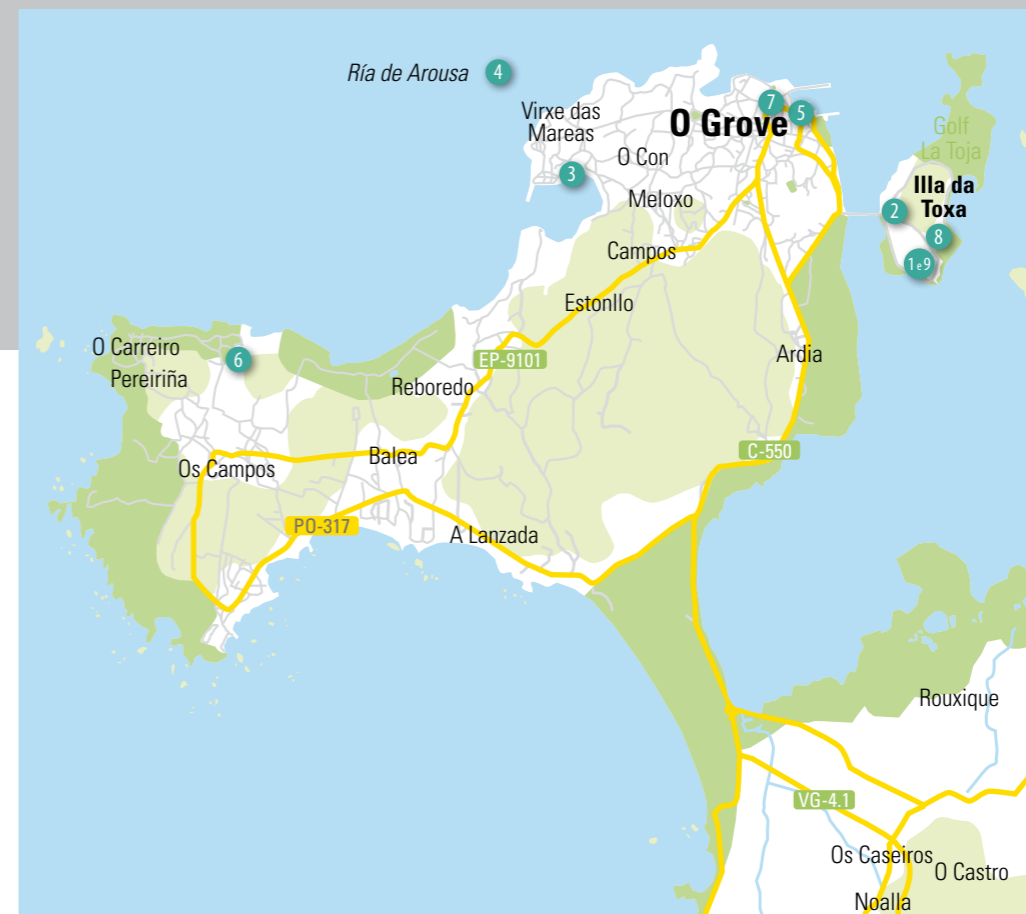 Ría de Arousa
4
Virxe das
Mareas
3
O Con
Meloxo
7
5
O Grove
Golf
La Toja
Illa da
Toxa
2
8
1 e 9
Campos
Estonllo
EP-9101
Ardia
O Carreiro
Pereiriña
6
Reboredo
Balea
Os Campos
C-550
PO-317
A Lanzada
Rouxique
VG-4.1
Os Caseiros
O Castro
Noalla